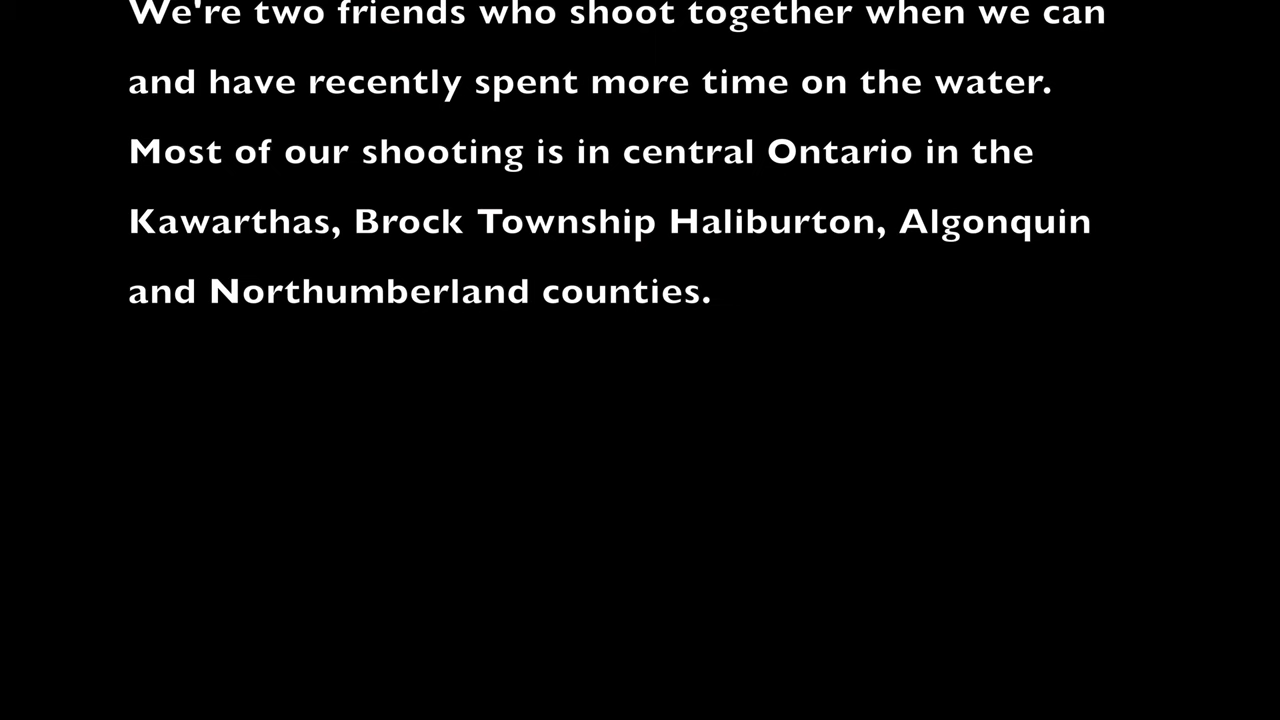 We're two friends who shoot together when we can
and have recently spent more time on the water.
Most of our shooting is in central Ontario in the
Kawarthas, Brock Township Haliburton, Algonquin
and Northumberland counties.